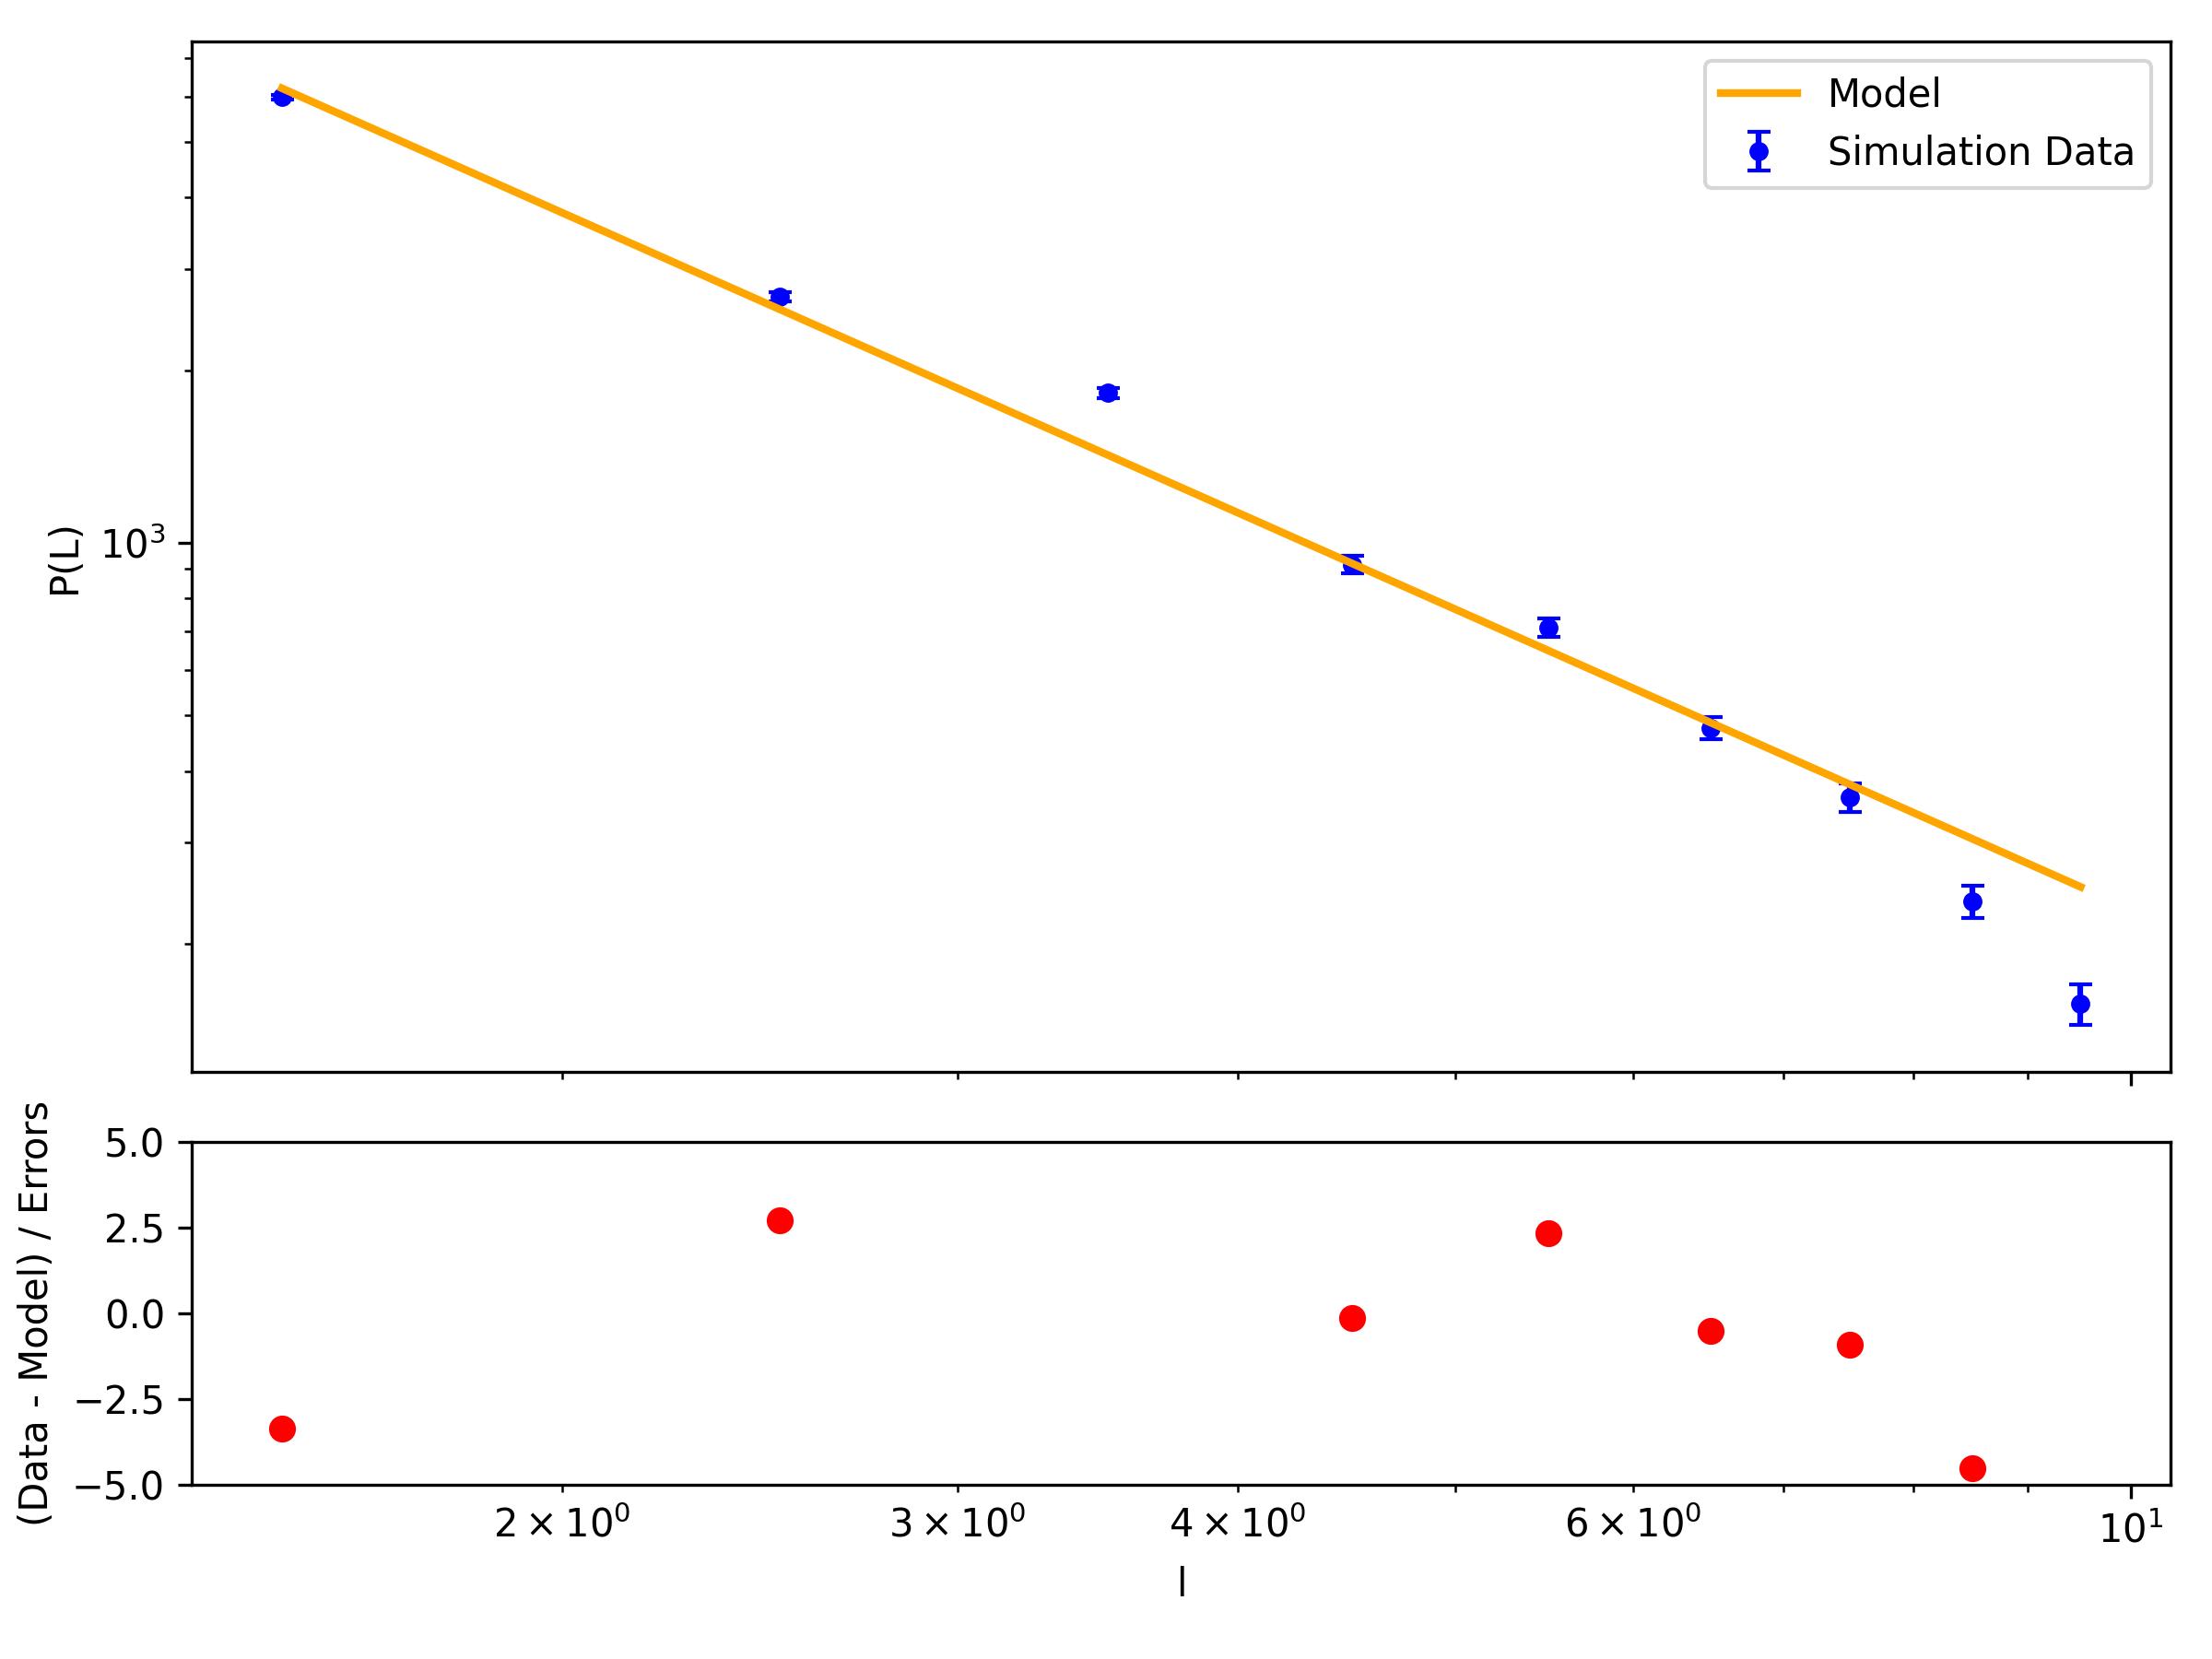 Model
Simulation Data
P(L)
10³
(Data - Model) / Errors
5.0
2.5
0.0
−2.5
−5.0
2 × 10⁰
3 × 10⁰
4 × 10⁰
6 × 10⁰
10¹
l